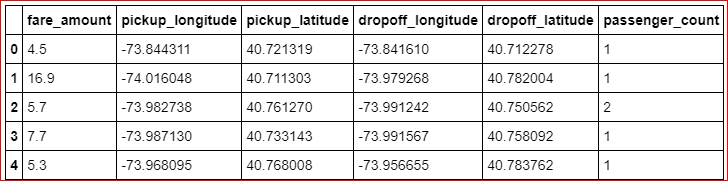 fare_amount pickup_longitude pickup_latitude dropoff_longitude dropoff_latitude passenger_count
0 4.5 -73.844311 40.721319 -73.841610 40.712278 1
1 16.9 -74.016048 40.711303 -73.979268 40.782004 1
2 5.7 -73.982738 40.761270 -73.991242 40.750562 2
3 7.7 -73.987130 40.733143 -73.991567 40.758092 1
4 5.3 -73.968095 40.768008 -73.956655 40.783762 1